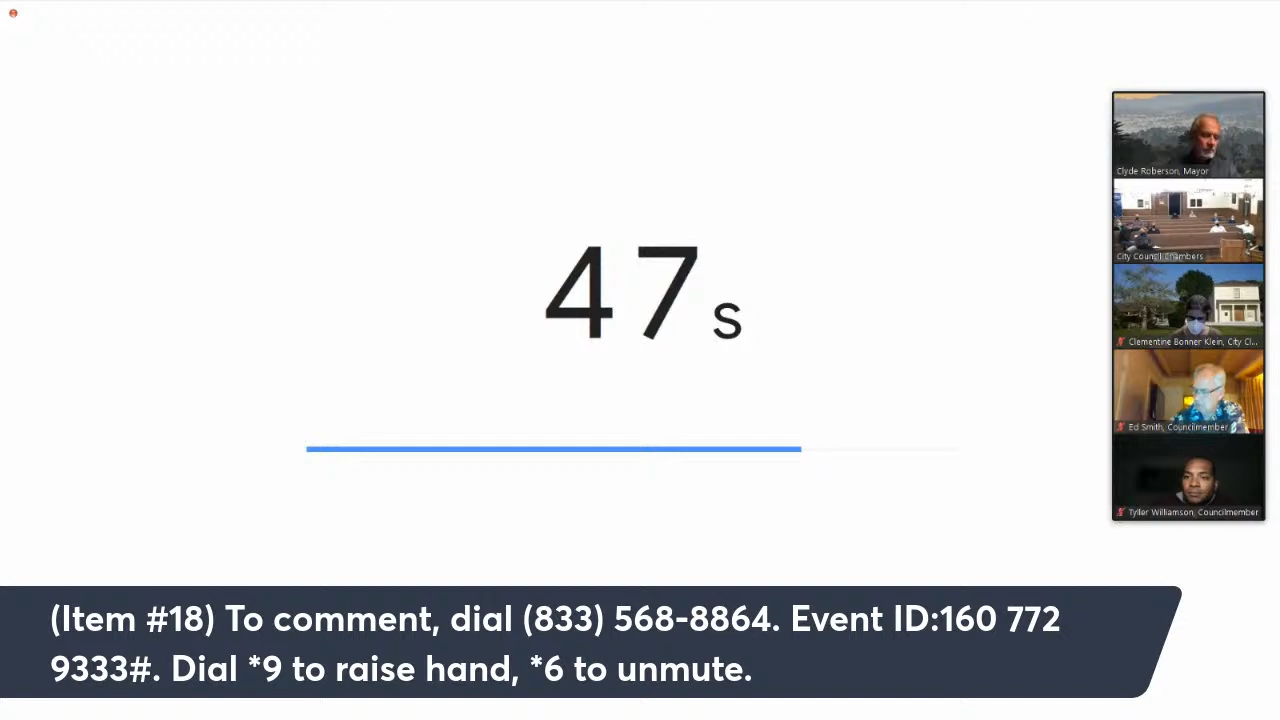 47s
Clyde Roberson, Mayor
City Council Chambers
Clementine Bonner Klein, City Cl...
Ed Smith, Councilmember
Tyller Williamson, Councilmember
(Item #18) To comment, dial (833) 568-8864. Event ID:160 772
9333#. Dial *9 to raise hand, *6 to unmute.